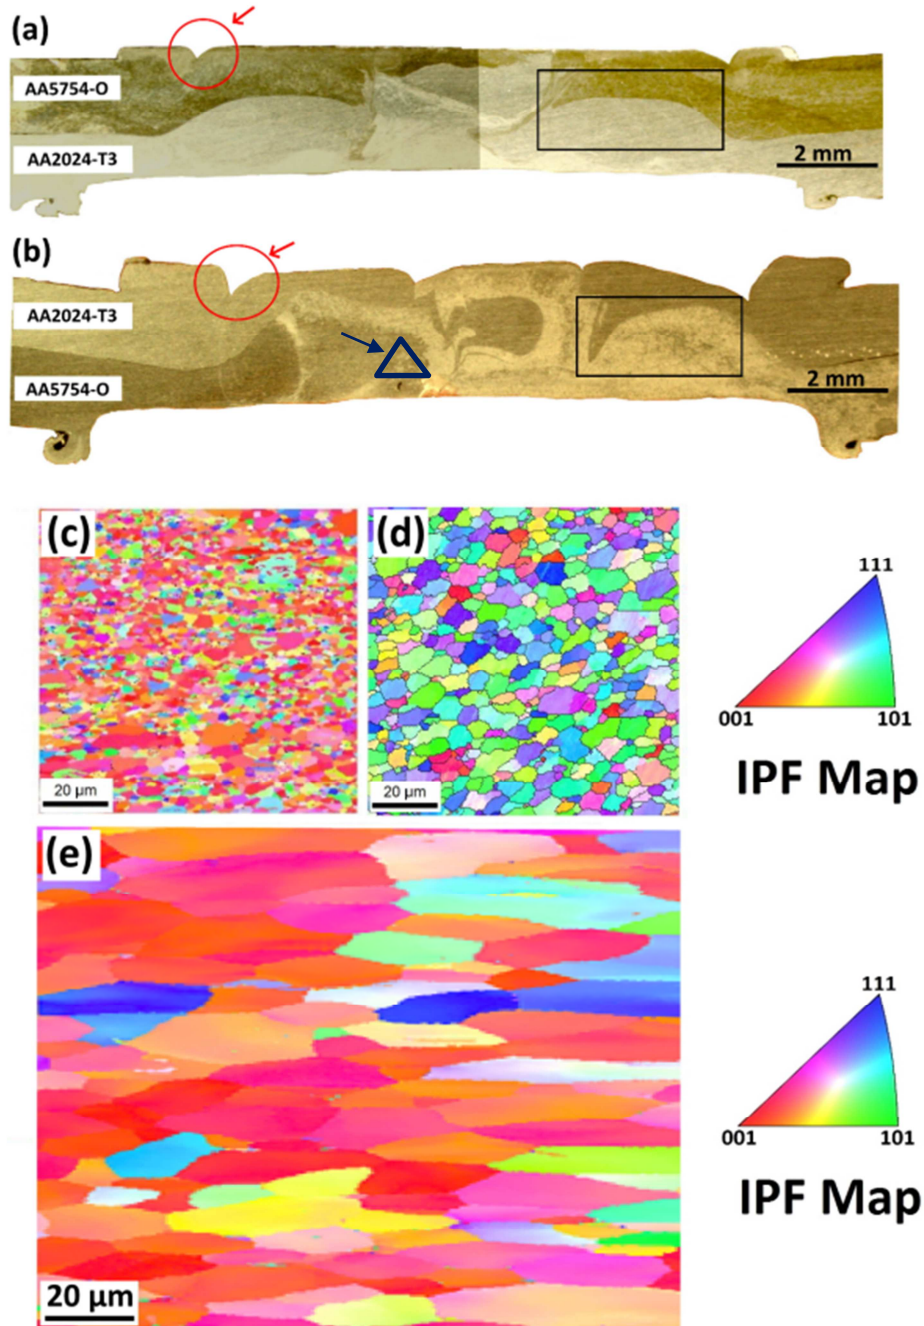 (a)
AA5754-O
AA2024-T3
2 mm
(b)
AA2024-T3
AA5754-O
2 mm
(c)
20 µm
(d)
20 µm
111
001
101
IPF Map
(e)
20 µm
111
001
101
IPF Map